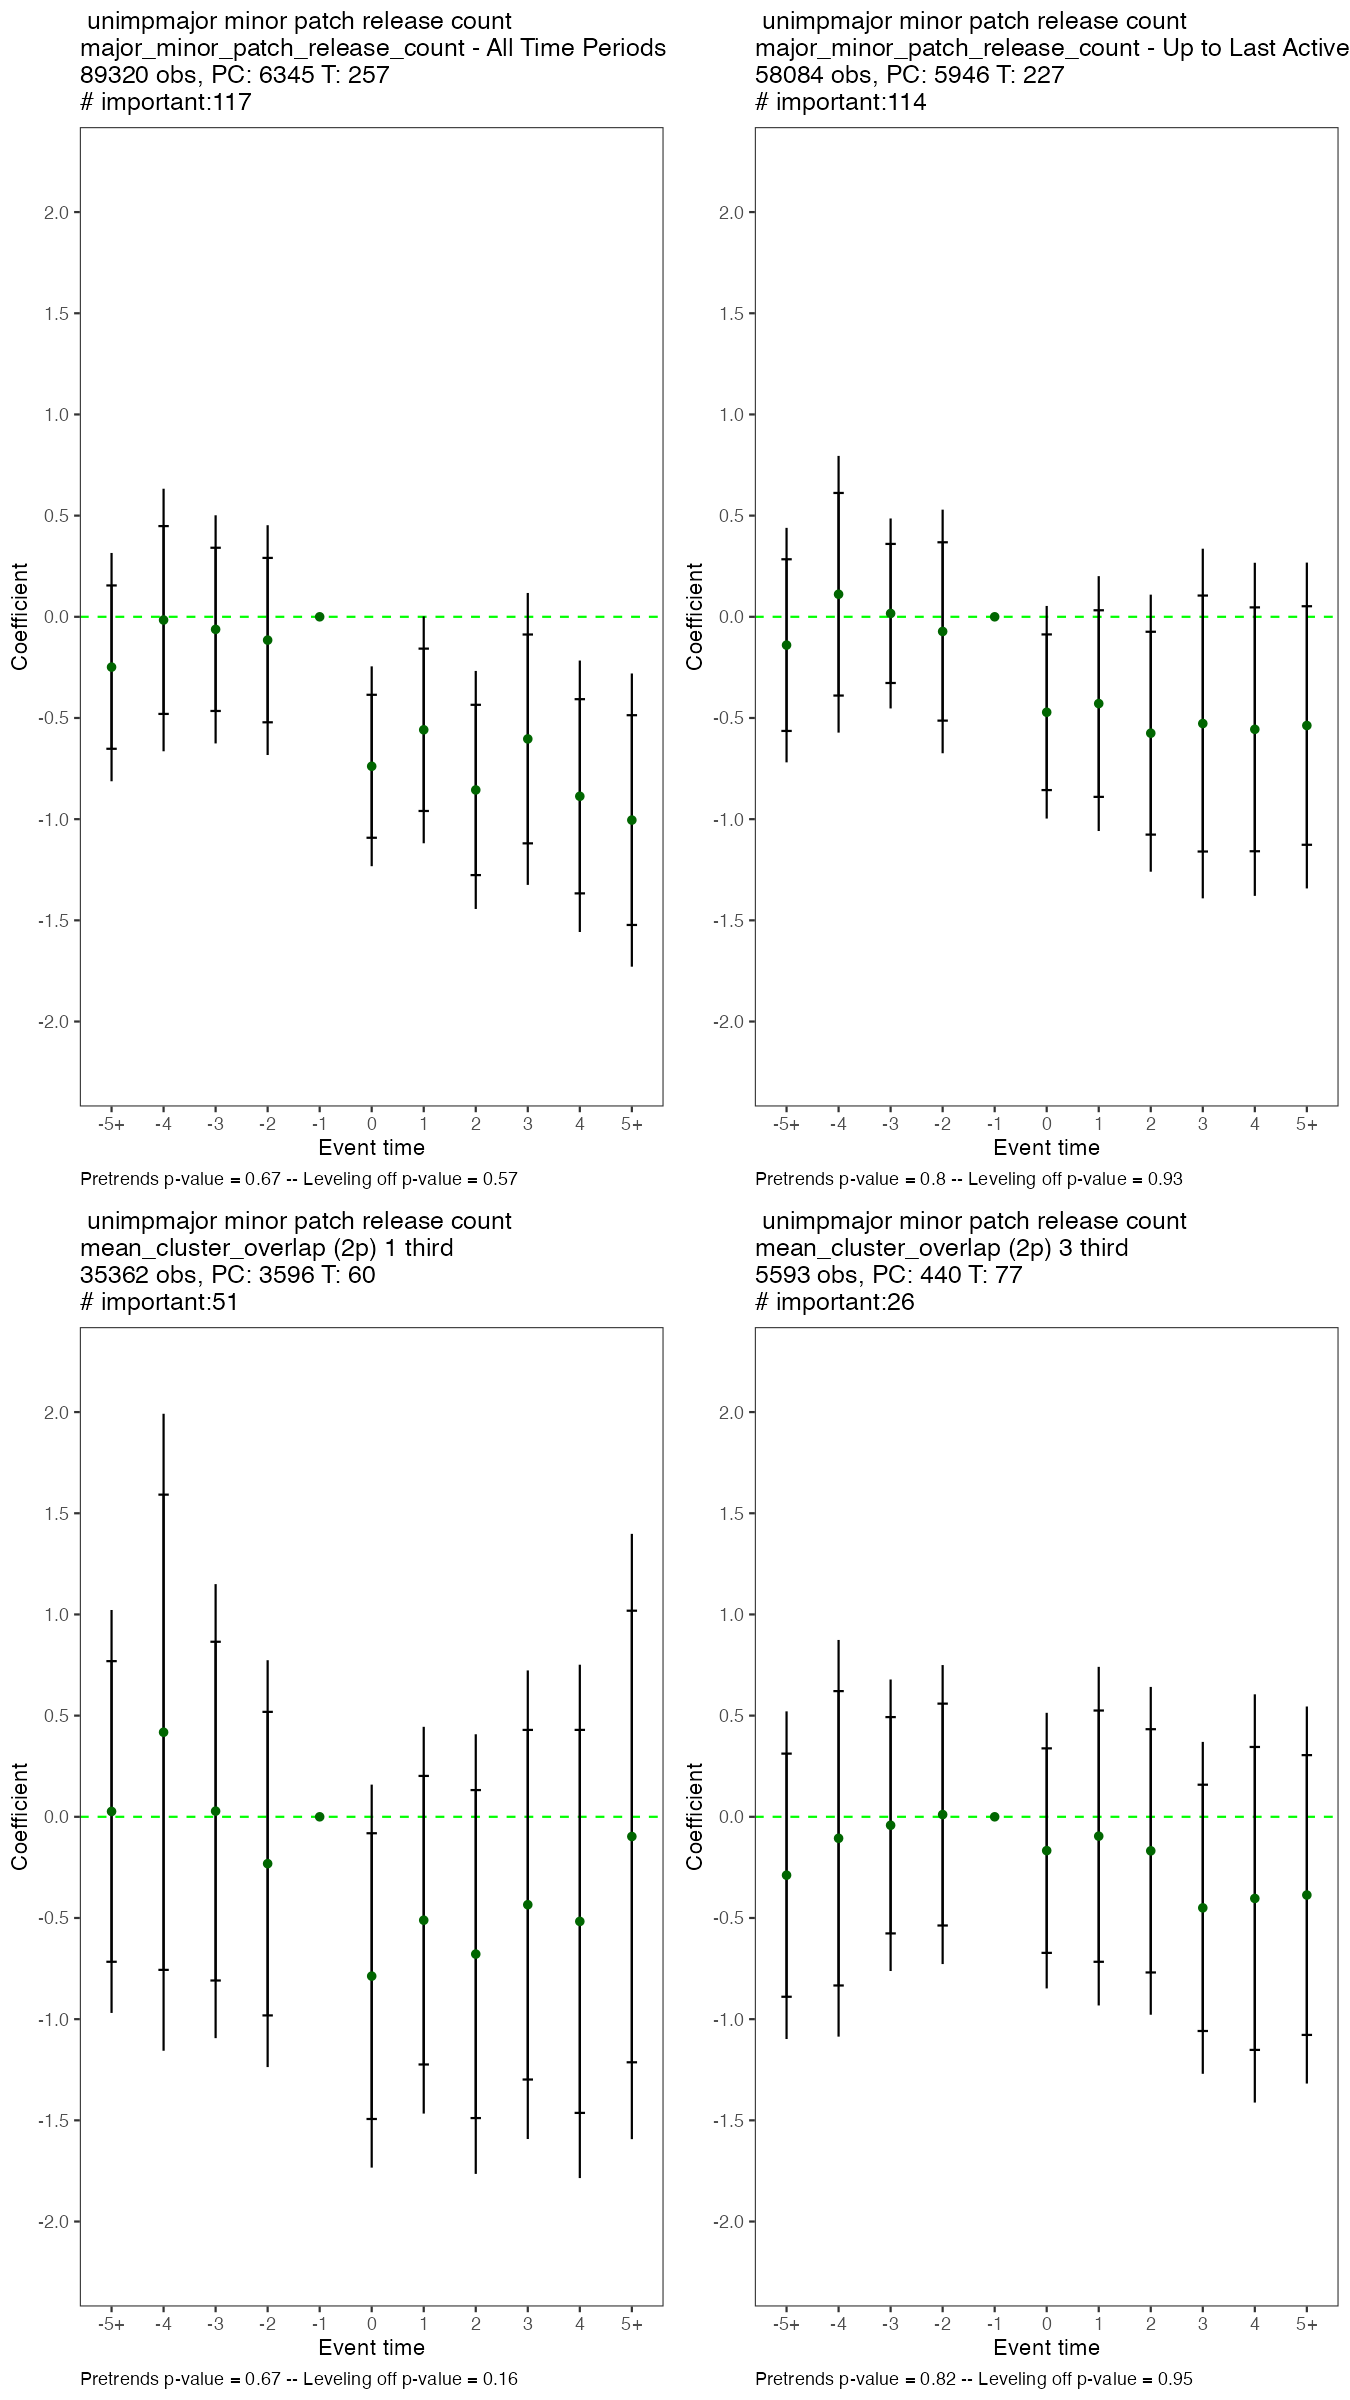 unimpmajor minor patch release count
major_minor_patch_release_count - All Time Periods
89320 obs, PC: 6345 T: 257
# important:117
Coefficient
2.0
1.5
1.0
0.5
0.0
-0.5
-1.0
-1.5
-2.0
-5+ -4 -3 -2 -1 0 1 2 3 4 5+
Event time
Pretrends p-value = 0.67 -- Leveling off p-value = 0.57
unimpmajor minor patch release count
major_minor_patch_release_count - Up to Last Active
58084 obs, PC: 5946 T: 227
# important:114
Coefficient
2.0
1.5
1.0
0.5
0.0
-0.5
-1.0
-1.5
-2.0
-5+ -4 -3 -2 -1 0 1 2 3 4 5+
Event time
Pretrends p-value = 0.8 -- Leveling off p-value = 0.93
unimpmajor minor patch release count
mean_cluster_overlap (2p) 1 third
35362 obs, PC: 3596 T: 60
# important:51
Coefficient
2.0
1.5
1.0
0.5
0.0
-0.5
-1.0
-1.5
-2.0
-5+ -4 -3 -2 -1 0 1 2 3 4 5+
Event time
Pretrends p-value = 0.67 -- Leveling off p-value = 0.16
unimpmajor minor patch release count
mean_cluster_overlap (2p) 3 third
5593 obs, PC: 440 T: 77
# important:26
Coefficient
2.0
1.5
1.0
0.5
0.0
-0.5
-1.0
-1.5
-2.0
-5+ -4 -3 -2 -1 0 1 2 3 4 5+
Event time
Pretrends p-value = 0.82 -- Leveling off p-value = 0.95